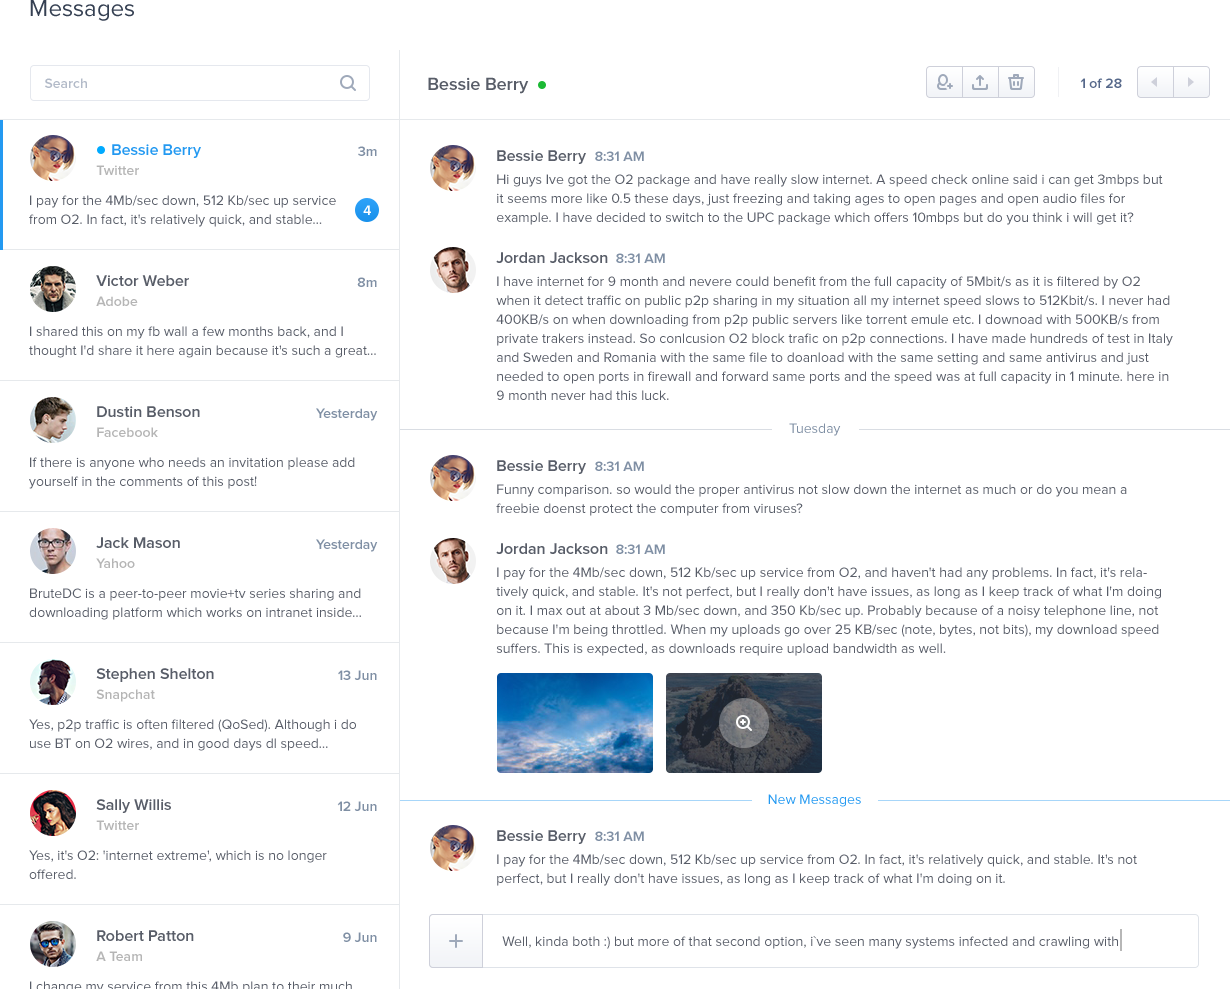 Messages
Search
Bessie Berry
3m
Twitter
I pay for the 4Mb/sec down, 512 Kb/sec up service
from O2. In fact, it's relatively quick, and stable...
4
Victor Weber
8m
Adobe
I shared this on my fb wall a few months back, and I
thought I'd share it here again because it's such a great...
Dustin Benson
Yesterday
Facebook
If there is anyone who needs an invitation please add
yourself in the comments of this post!
Jack Mason
Yesterday
Yahoo
BruteDC is a peer-to-peer movie+tv series sharing and
downloading platform which works on intranet inside...
Stephen Shelton
13 Jun
Snapchat
Yes, p2p traffic is often filtered (QoSed). Although i do
use BT on O2 wires, and in good days dl speed...
Sally Willis
12 Jun
Twitter
Yes, it's O2: 'internet extreme', which is no longer
offered.
Robert Patton
9 Jun
A Team
I change my service from this 4Mb plan to their much
Bessie Berry
1 of 28
Bessie Berry 8:31 AM
Hi guys Ive got the O2 package and have really slow internet. A speed check online said i can get 3mbps but
it seems more like 0.5 these days, just freezing and taking ages to open pages and open audio files for
example. I have decided to switch to the UPC package which offers 10mbps but do you think i will get it?
Jordan Jackson 8:31 AM
I have internet for 9 month and nevere could benefit from the full capacity of 5Mbit/s as it is filtered by O2
when it detect traffic on public p2p sharing in my situation all my internet speed slows to 512Kbit/s. I never had
400KB/s on when downloading from p2p public servers like torrent emule etc. I downoad with 500KB/s from
private trakers instead. So conlcusion O2 block trafic on p2p connections. I have made hundreds of test in Italy
and Sweden and Romania with the same file to doanload with the same setting and same antivirus and just
needed to open ports in firewall and forward same ports and the speed was at full capacity in 1 minute. here in
9 month never had this luck.
Tuesday
Bessie Berry 8:31 AM
Funny comparison. so would the proper antivirus not slow down the internet as much or do you mean a
freebie doenst protect the computer from viruses?
Jordan Jackson 8:31 AM
I pay for the 4Mb/sec down, 512 Kb/sec up service from O2, and haven't had any problems. In fact, it's rela-
tively quick, and stable. It's not perfect, but I really don't have issues, as long as I keep track of what I'm doing
on it. I max out at about 3 Mb/sec down, and 350 Kb/sec up. Probably because of a noisy telephone line, not
because I'm being throttled. When my uploads go over 25 KB/sec (note, bytes, not bits), my download speed
suffers. This is expected, as downloads require upload bandwidth as well.
New Messages
Bessie Berry 8:31 AM
I pay for the 4Mb/sec down, 512 Kb/sec up service from O2. In fact, it's relatively quick, and stable. It's not
perfect, but I really don't have issues, as long as I keep track of what I'm doing on it.
Well, kinda both :) but more of that second option, i`ve seen many systems infected and crawling with